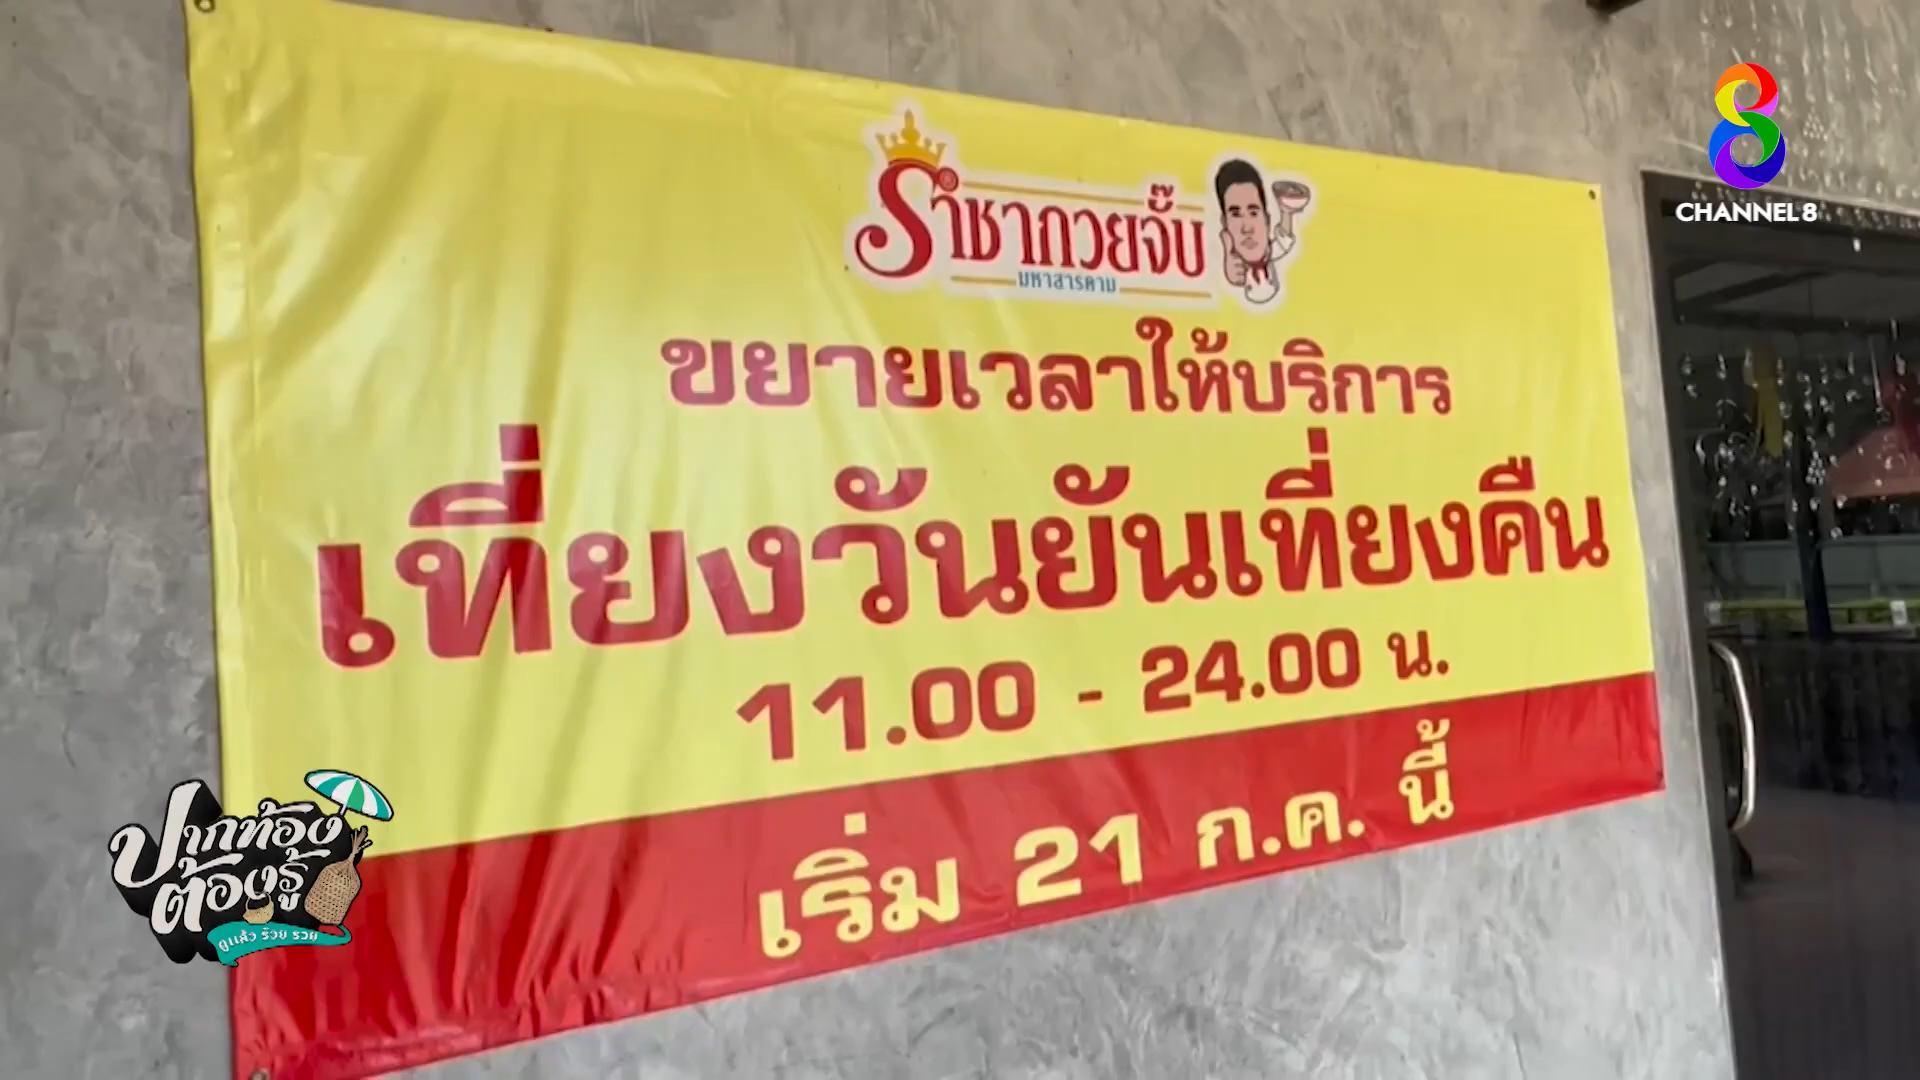 CHANNEL 8
ราชากวยจั๊บ
มหาสารคาม
ขยายเวลาให้บริการ
เที่ยงวันยันเที่ยงคืน
11.00 - 24.00 น.
เริ่ม 21 ก.ค. นี้
ปากท้อง
ต้องรู้
ดูแล้ว รวย รวย